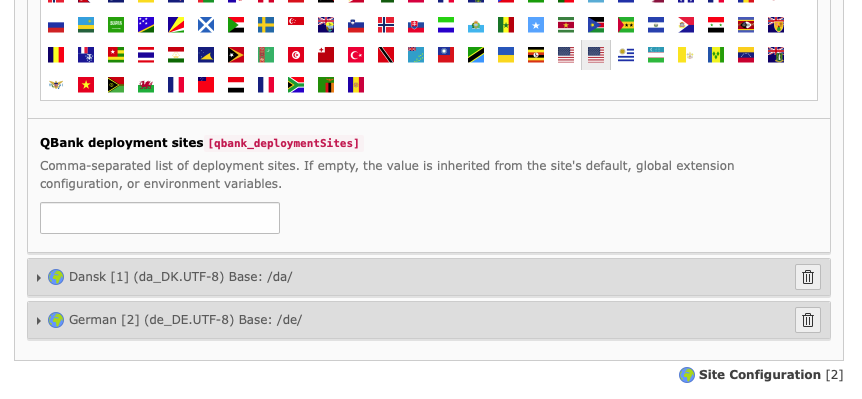 QBank deployment sites [qbank_deploymentSites]
Comma-separated list of deployment sites. If empty, the value is inherited from the site's default, global extension
configuration, or environment variables.
Dansk [1] (da_DK.UTF-8) Base: /da/
German [2] (de_DE.UTF-8) Base: /de/
Site Configuration [2]